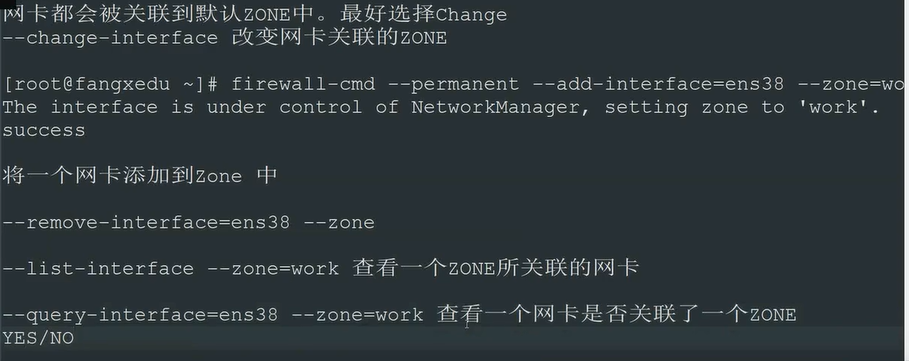 网卡都会被关联到默认ZONE中。最好选择Change
--change-interface 改变网卡关联的ZONE
[root@fangxedu ~]# firewall-cmd --permanent --add-interface=ens38 --zone=wo
The interface is under control of NetworkManager, setting zone to 'work'.
success
将一个网卡添加到Zone 中
--remove-interface=ens38 --zone
--list-interface --zone=work 查看一个ZONE所关联的网卡
--query-interface=ens38 --zone=work 查看一个网卡是否关联了一个ZONE
YES/NO